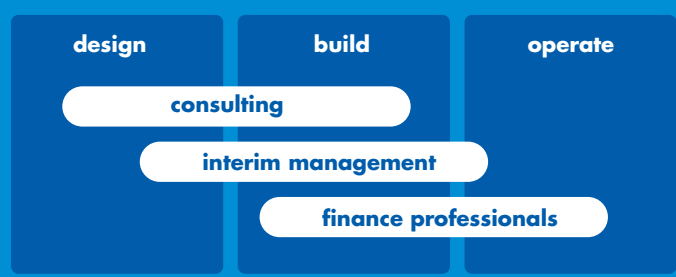 design build operate
consulting
interim management
finance professionals